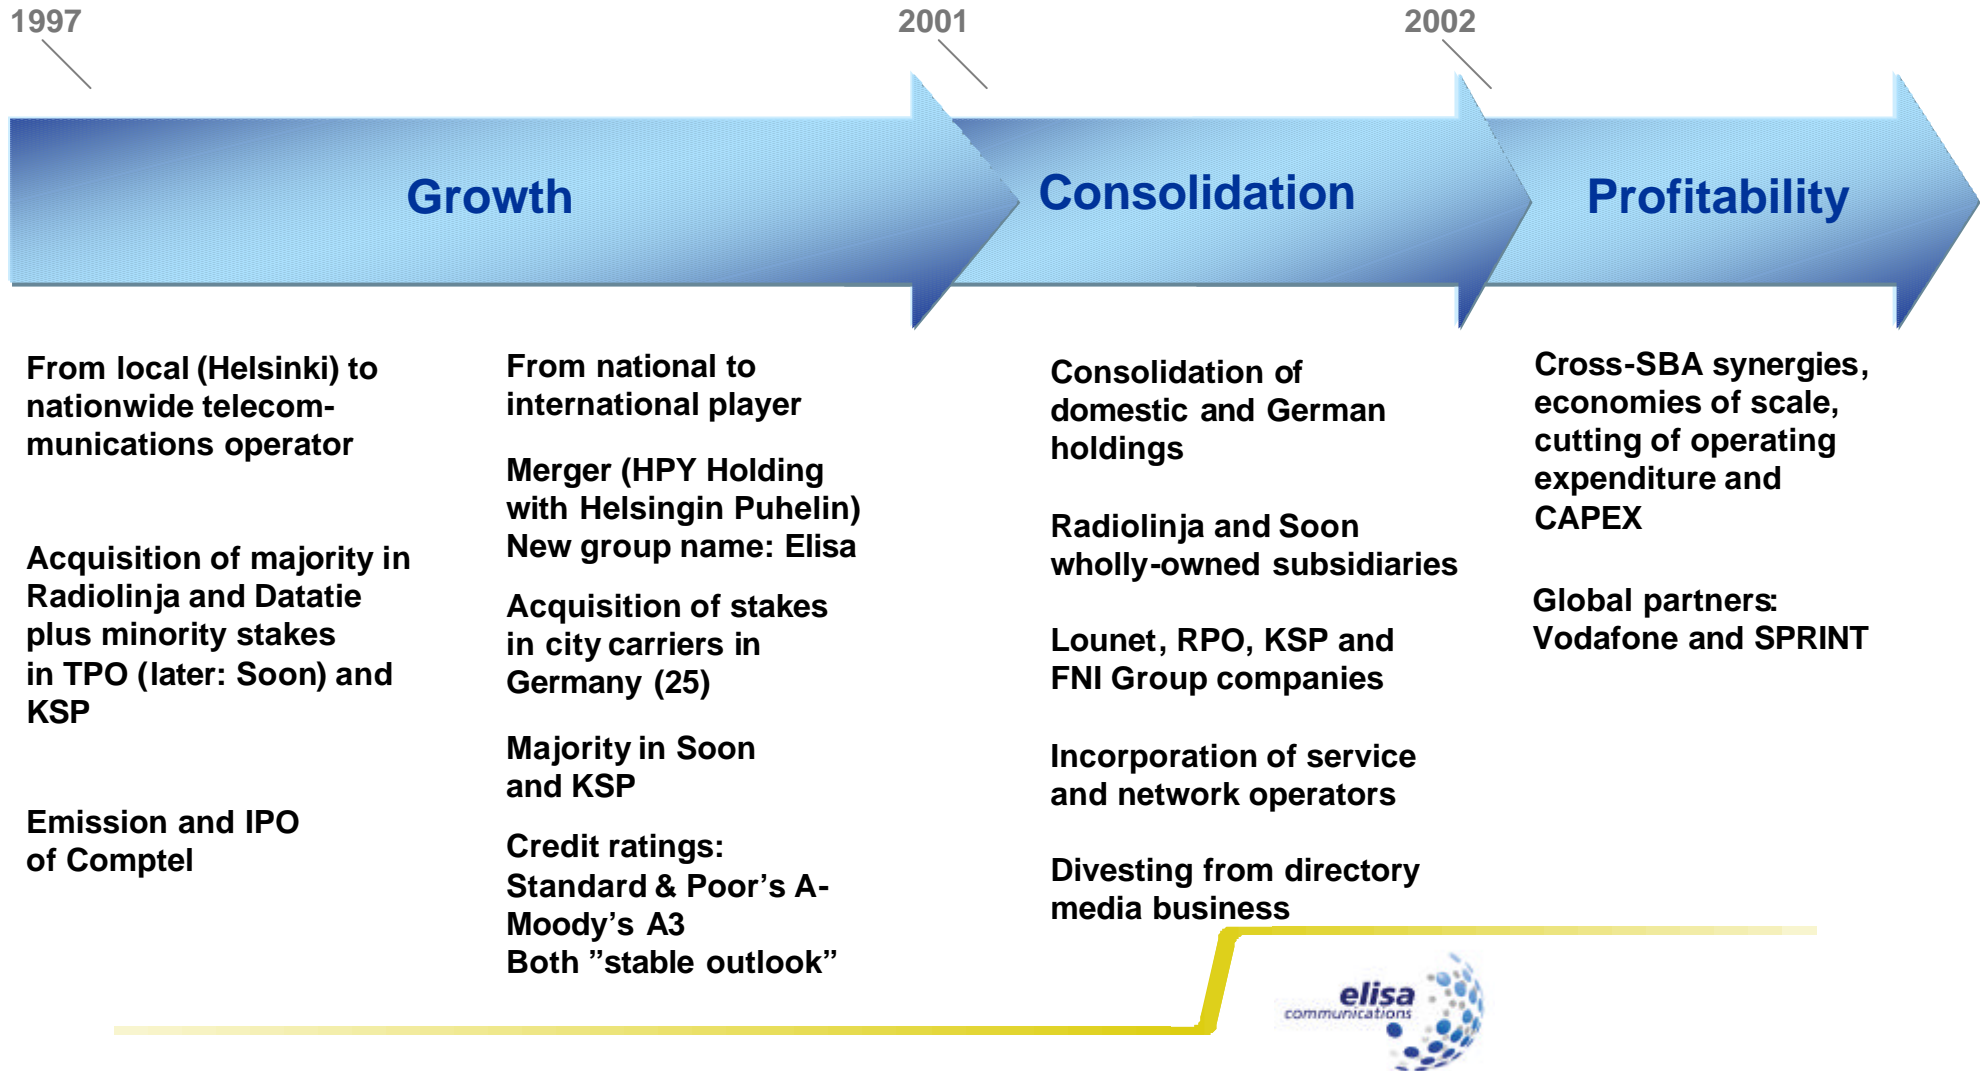 1997
2001
2002
Growth
Consolidation
Profitability
From local (Helsinki) to
nationwide telecom-
munications operator
Acquisition of majority in
Radiolinja and Datatie
plus minority stakes
in TPO (later: Soon) and
KSP
Emission and IPO
of Comptel
From national to
international player
Merger (HPY Holding
with Helsingin Puhelin)
New group name: Elisa
Acquisition of stakes
in city carriers in
Germany (25)
Majority in Soon
and KSP
Credit ratings:
Standard & Poor’s A-
Moody’s A3
Both ”stable outlook”
Consolidation of
domestic and German
holdings
Radiolinja and Soon
wholly-owned subsidiaries
Lounet, RPO, KSP and
FNI Group companies
Incorporation of service
and network operators
Divesting from directory
media business
Cross-SBA synergies,
economies of scale,
cutting of operating
expenditure and
CAPEX
Global partners:
Vodafone and SPRINT
elisa
communications